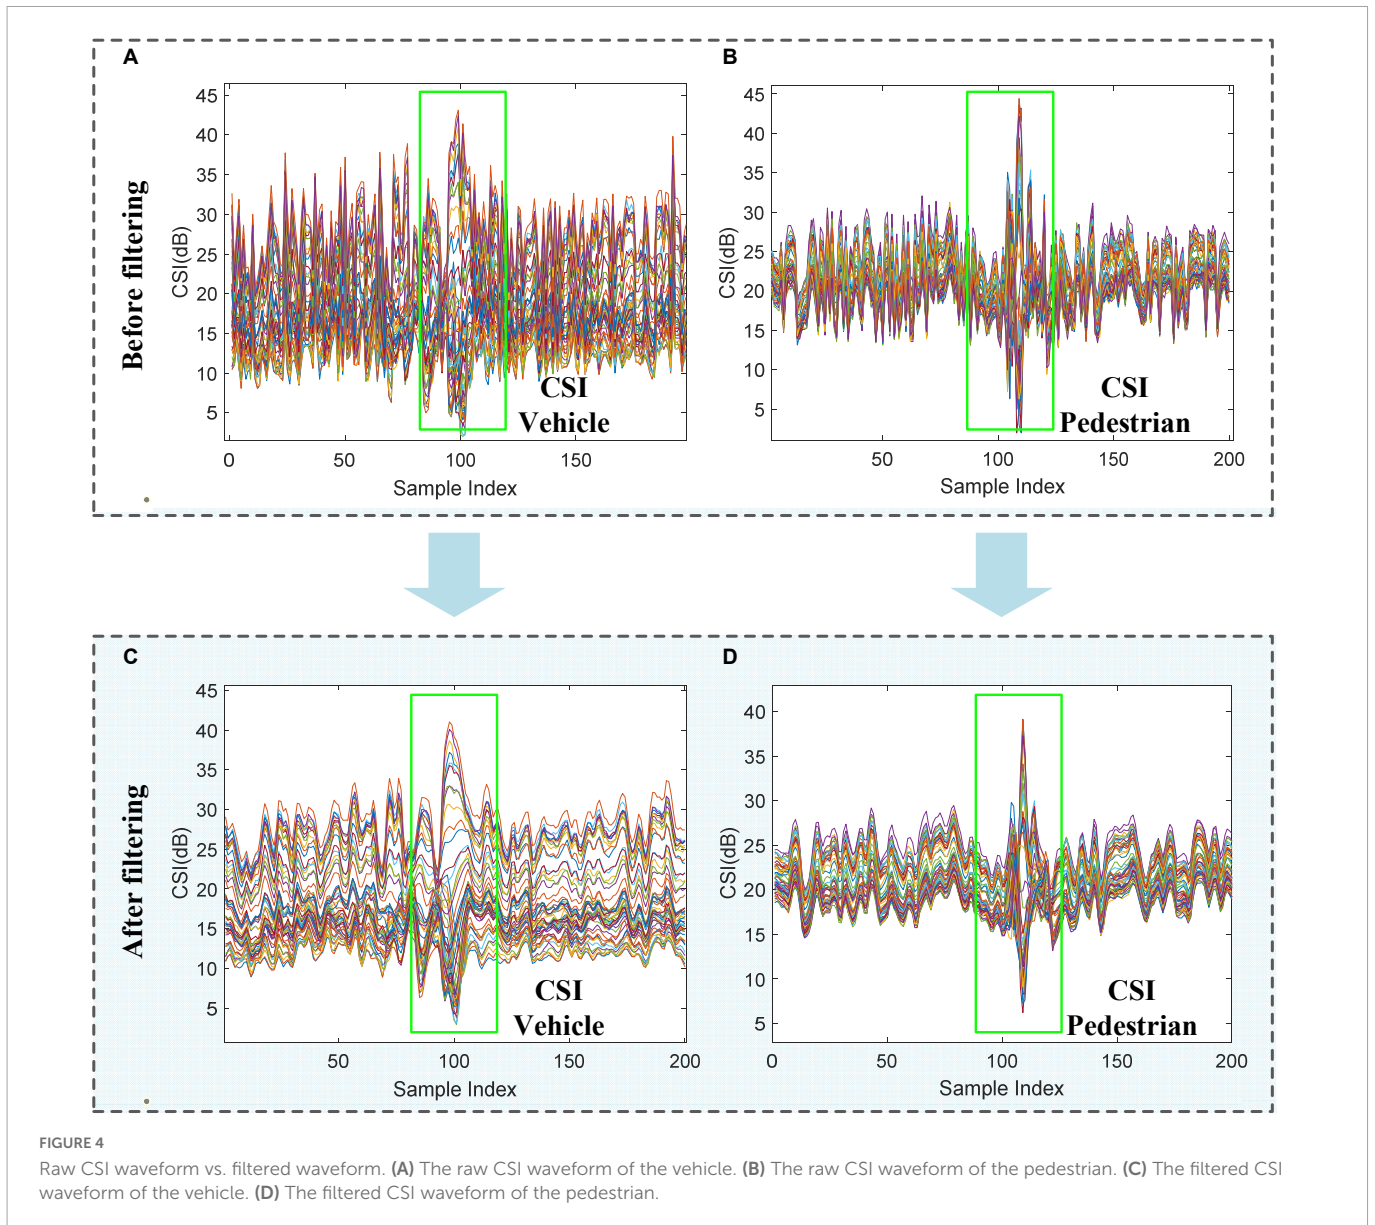 A
B
Before filtering
CSI(dB)
45
40
35
30
25
20
15
10
5
0
50
100
150
Sample Index
CSI
Vehicle
CSI(dB)
45
40
35
30
25
20
15
10
5
50
100
150
200
Sample Index
CSI
Pedestrian
C
D
After filtering
CSI(dB)
45
40
35
30
25
20
15
10
5
50
100
150
200
Sample Index
CSI
Vehicle
CSI(dB)
40
35
30
25
20
15
10
5
0
50
100
150
200
Sample Index
CSI
Pedestrian
FIGURE 4
Raw CSI waveform vs. filtered waveform. (A) The raw CSI waveform of the vehicle. (B) The raw CSI waveform of the pedestrian. (C) The filtered CSI
waveform of the vehicle. (D) The filtered CSI waveform of the pedestrian.